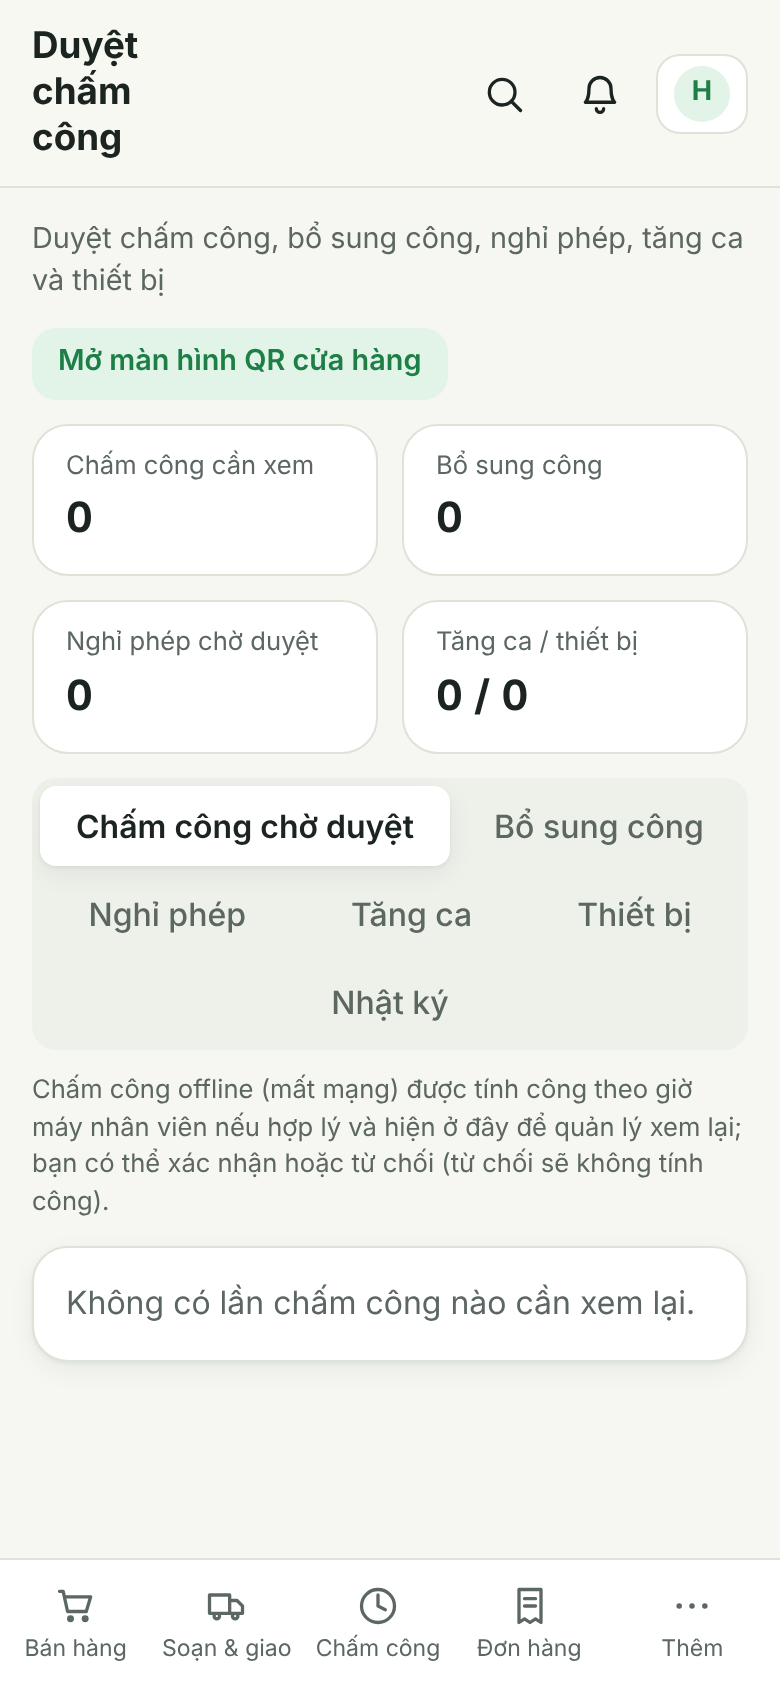 Duyệt
chấm
công
H
Duyệt chấm công, bổ sung công, nghỉ phép, tăng ca
và thiết bị
Mở màn hình QR cửa hàng
Chấm công cần xem
0
Bổ sung công
0
Nghỉ phép chờ duyệt
0
Tăng ca / thiết bị
0 / 0
Chấm công chờ duyệt
Bổ sung công
Nghỉ phép
Tăng ca
Thiết bị
Nhật ký
Chấm công offline (mất mạng) được tính công theo giờ
máy nhân viên nếu hợp lý và hiện ở đây để quản lý xem lại;
bạn có thể xác nhận hoặc từ chối (từ chối sẽ không tính
công).
Không có lần chấm công nào cần xem lại.
Bán hàng
Soạn & giao
Chấm công
Đơn hàng
Thêm